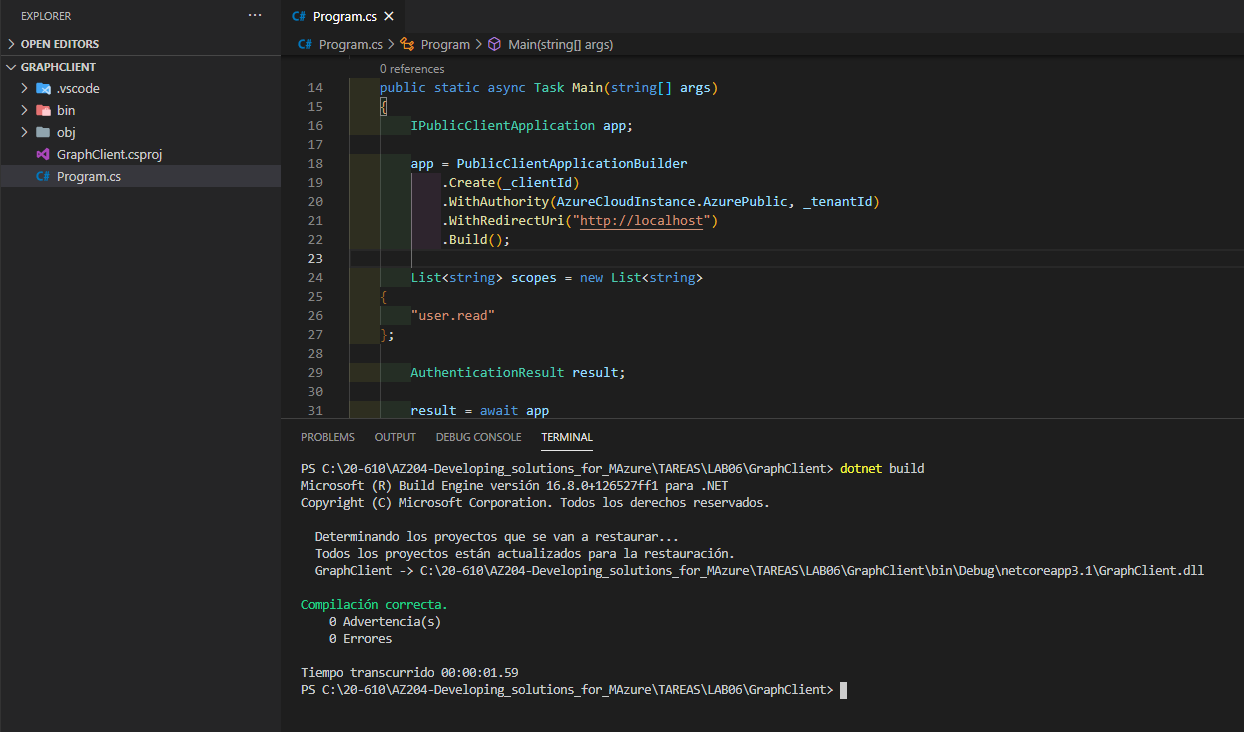 EXPLORER
···
OPEN EDITORS
GRAPHCLIENT
.vscode
bin
obj
GraphClient.csproj
C# Program.cs
C# Program.cs ×
C# Program.cs > Program > Main(string[] args)
0 references
14 public static async Task Main(string[] args)
15 {
16 IPublicClientApplication app;
17
18 app = PublicClientApplicationBuilder
19 .Create(_clientId)
20 .WithAuthority(AzureCloudInstance.AzurePublic, _tenantId)
21 .WithRedirectUri("http://localhost")
22 .Build();
23
24 List<string> scopes = new List<string>
25 {
26 "user.read"
27 };
28
29 AuthenticationResult result;
30
31 result = await app
PROBLEMS OUTPUT DEBUG CONSOLE TERMINAL
PS C:\20-610\AZ204-Developing_solutions_for_MAzure\TAREAS\LAB06\GraphClient> dotnet build
Microsoft (R) Build Engine versión 16.8.0+126527ff1 para .NET
Copyright (C) Microsoft Corporation. Todos los derechos reservados.
Determinando los proyectos que se van a restaurar...
Todos los proyectos están actualizados para la restauración.
GraphClient -> C:\20-610\AZ204-Developing_solutions_for_MAzure\TAREAS\LAB06\GraphClient\bin\Debug\netcoreapp3.1\GraphClient.dll
Compilación correcta.
0 Advertencia(s)
0 Errores
Tiempo transcurrido 00:00:01.59
PS C:\20-610\AZ204-Developing_solutions_for_MAzure\TAREAS\LAB06\GraphClient>